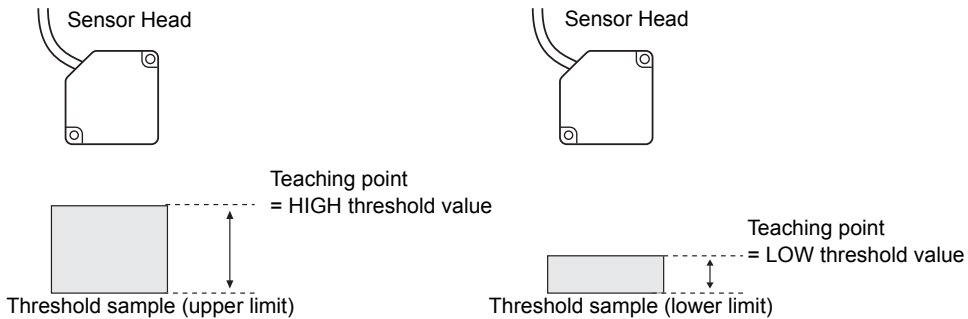 Sensor Head
Teaching point
= HIGH threshold value
Threshold sample (upper limit)
Sensor Head
Teaching point
= LOW threshold value
Threshold sample (lower limit)